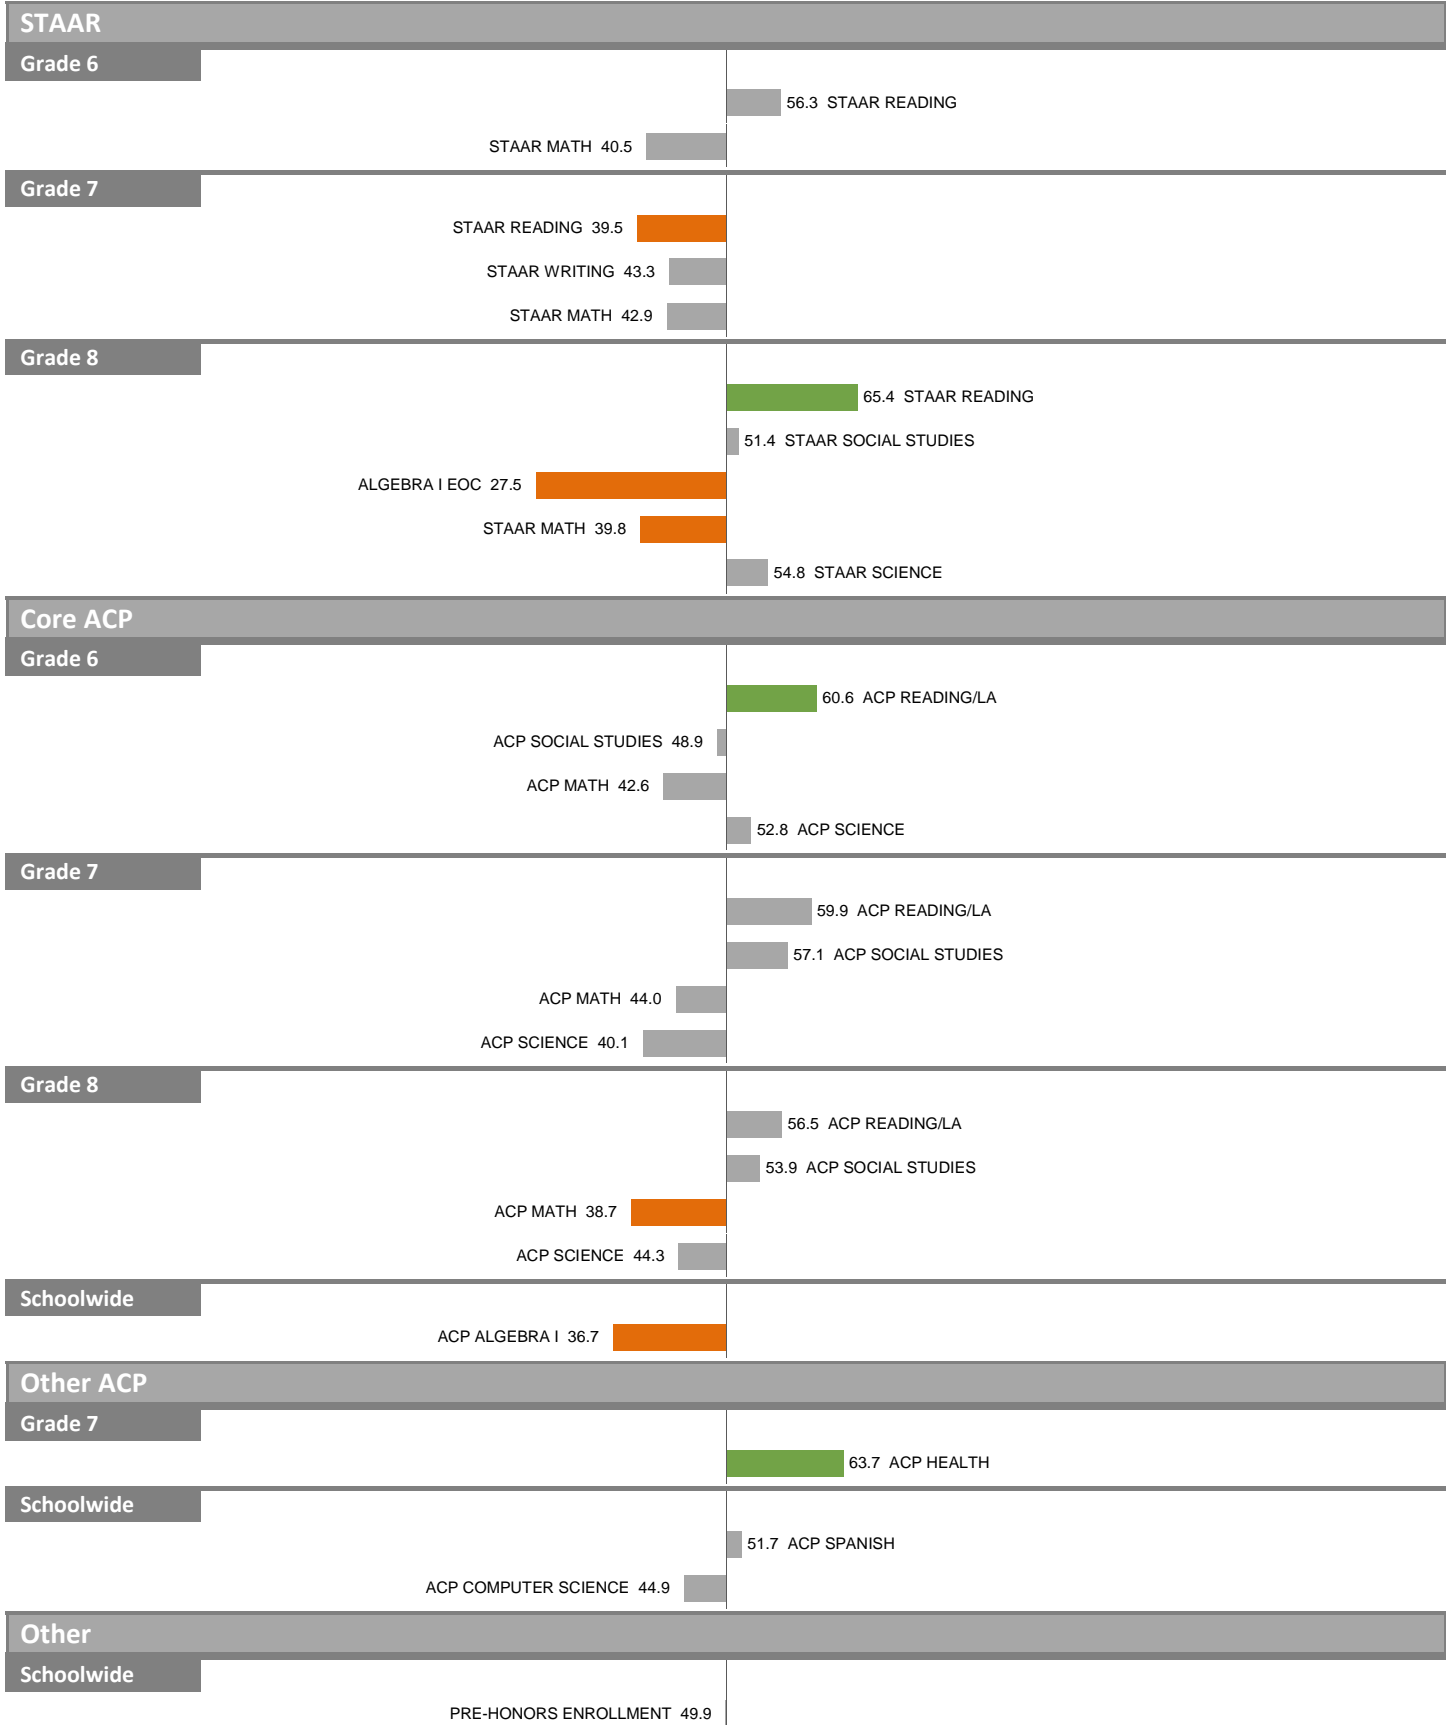 STAAR
Grade 6
56.3 STAAR READING
STAAR MATH 40.5
Grade 7
STAAR READING 39.5
STAAR WRITING 43.3
STAAR MATH 42.9
Grade 8
65.4 STAAR READING
51.4 STAAR SOCIAL STUDIES
ALGEBRA I EOC 27.5
STAAR MATH 39.8
54.8 STAAR SCIENCE
Core ACP
Grade 6
60.6 ACP READING/LA
ACP SOCIAL STUDIES 48.9
ACP MATH 42.6
52.8 ACP SCIENCE
Grade 7
59.9 ACP READING/LA
57.1 ACP SOCIAL STUDIES
ACP MATH 44.0
ACP SCIENCE 40.1
Grade 8
56.5 ACP READING/LA
53.9 ACP SOCIAL STUDIES
ACP MATH 38.7
ACP SCIENCE 44.3
Schoolwide
ACP ALGEBRA I 36.7
Other ACP
Grade 7
63.7 ACP HEALTH
Schoolwide
51.7 ACP SPANISH
ACP COMPUTER SCIENCE 44.9
Other
Schoolwide
PRE-HONORS ENROLLMENT 49.9